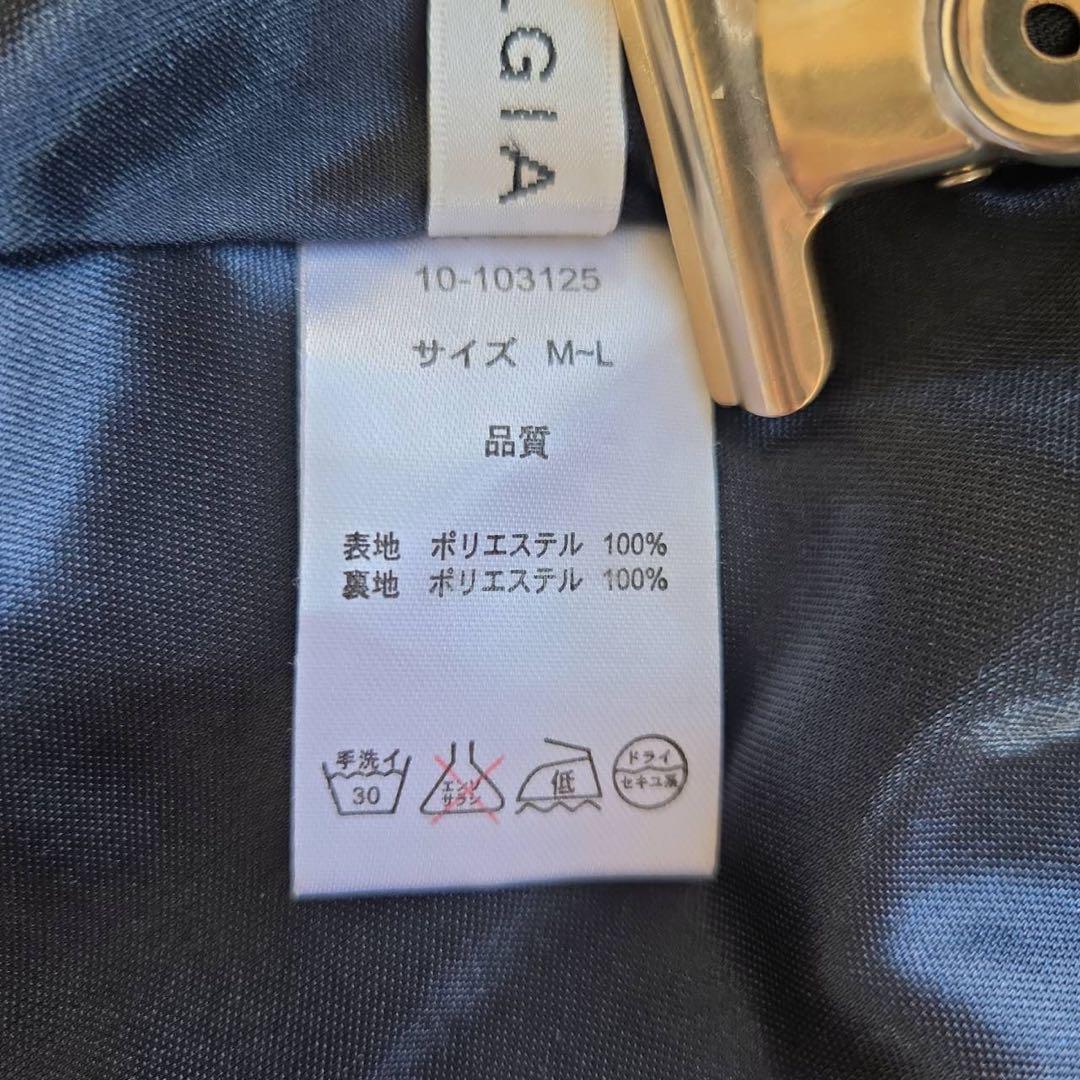 LGIA
10-103125
サイズ M~L
品質
表地 ポリエステル 100%
裏地 ポリエステル 100%
手洗イ
30
エンソ
サラシ
低
ドライ
セキユ系